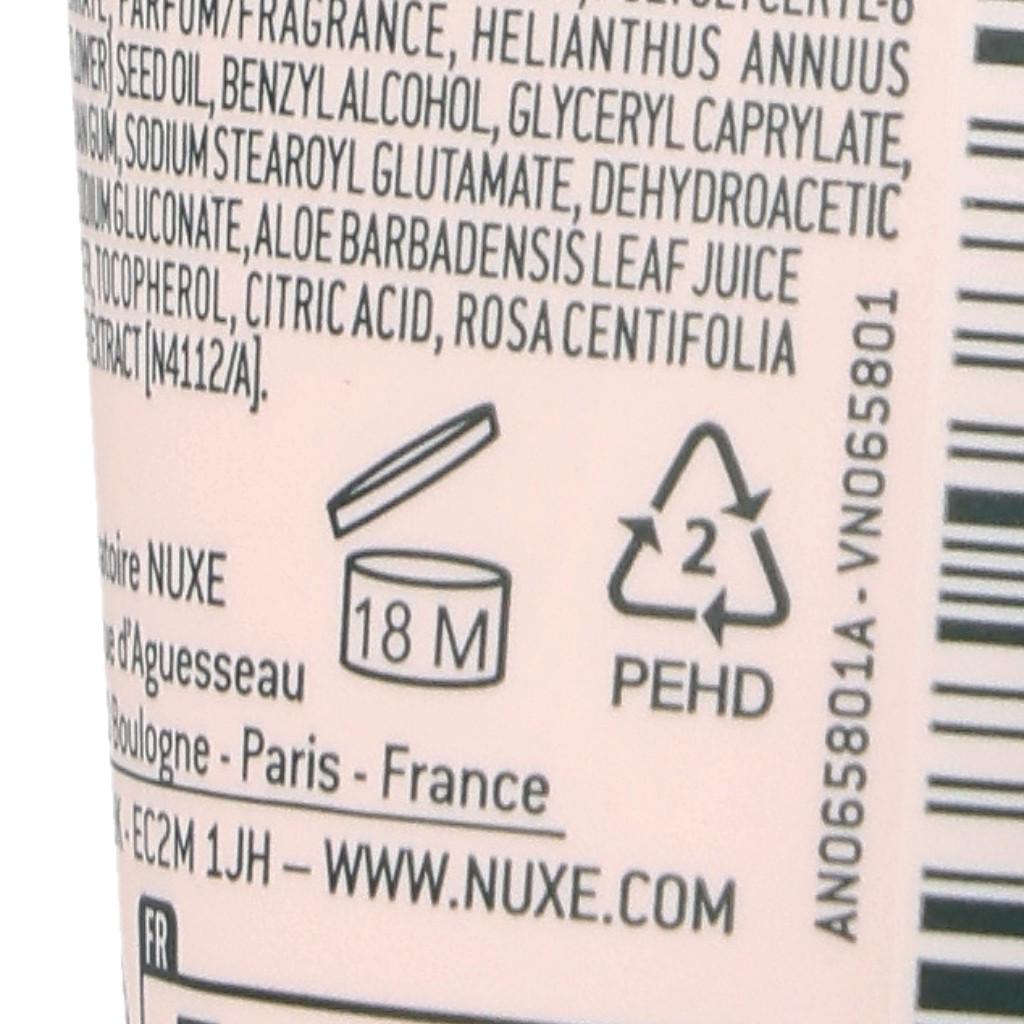 PARFUM/FRAGRANCE,
HELIANTHUS ANNUUS
SEED OIL, BENZYL ALCOHOL, GLYCERYL CAPRYLATE,
GUM, SODIUM STEAROYL GLUTAMATE, DEHYDROACETIC
GLUCONATE, ALOE BARBADENSIS LEAF JUICE
TOCOPHEROL, CITRIC ACID, ROSA CENTIFOLIA
EXTRACT [N4112/A].
18 M
2
PEHD
NUXE
d'Aguesseau
Boulogne - Paris - France
EC2M 1JH – WWW.NUXE.COM
FR
AN065801A - VN065801